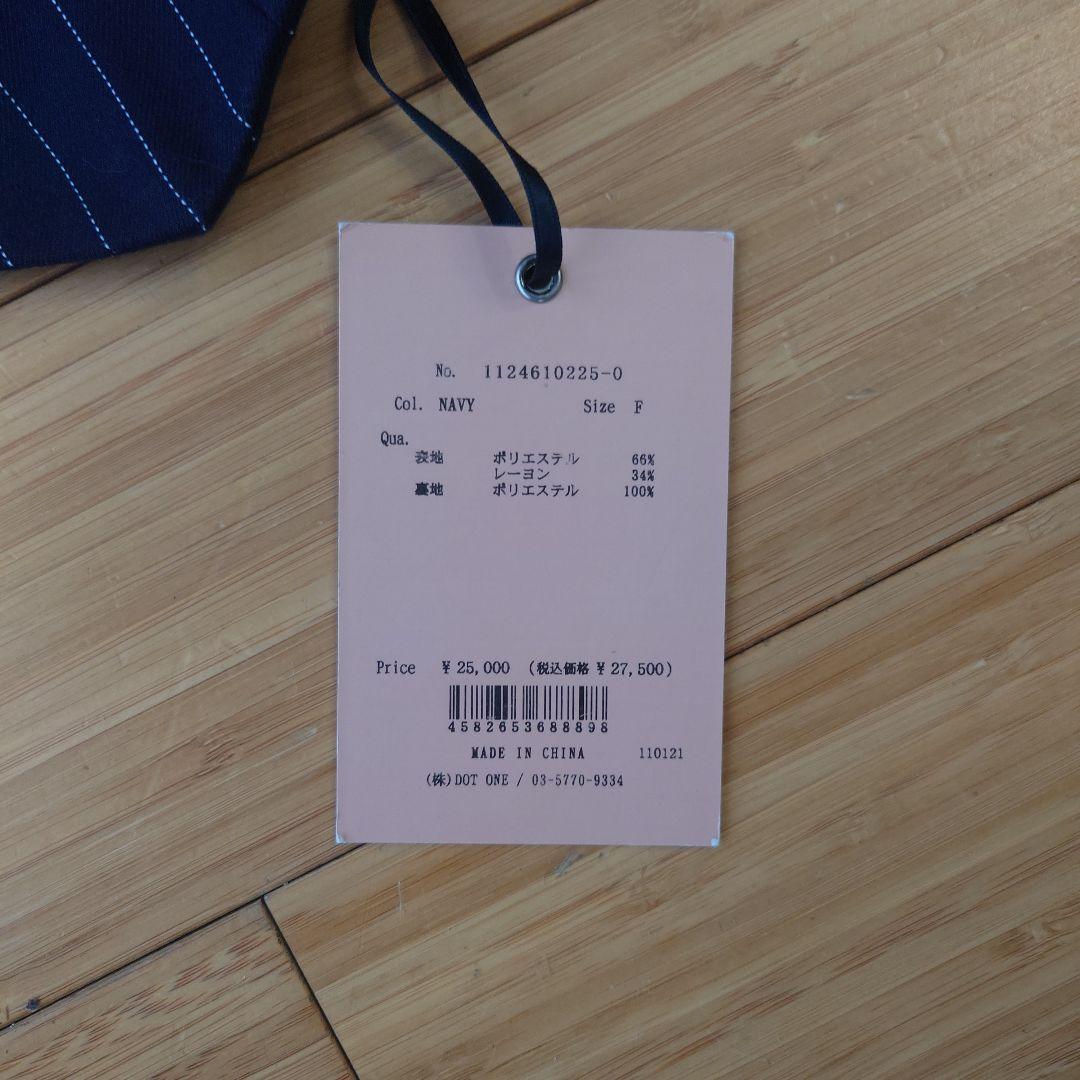 No. 1124610225-0
Col. NAVY Size F
Qua.
表地 ポリエステル 66%
レーヨン 34%
裏地 ポリエステル 100%
Price ¥25,000 (税込価格 ¥27,500)
4582653688898
MADE IN CHINA 110121
(株)DOT ONE / 03-5770-9334